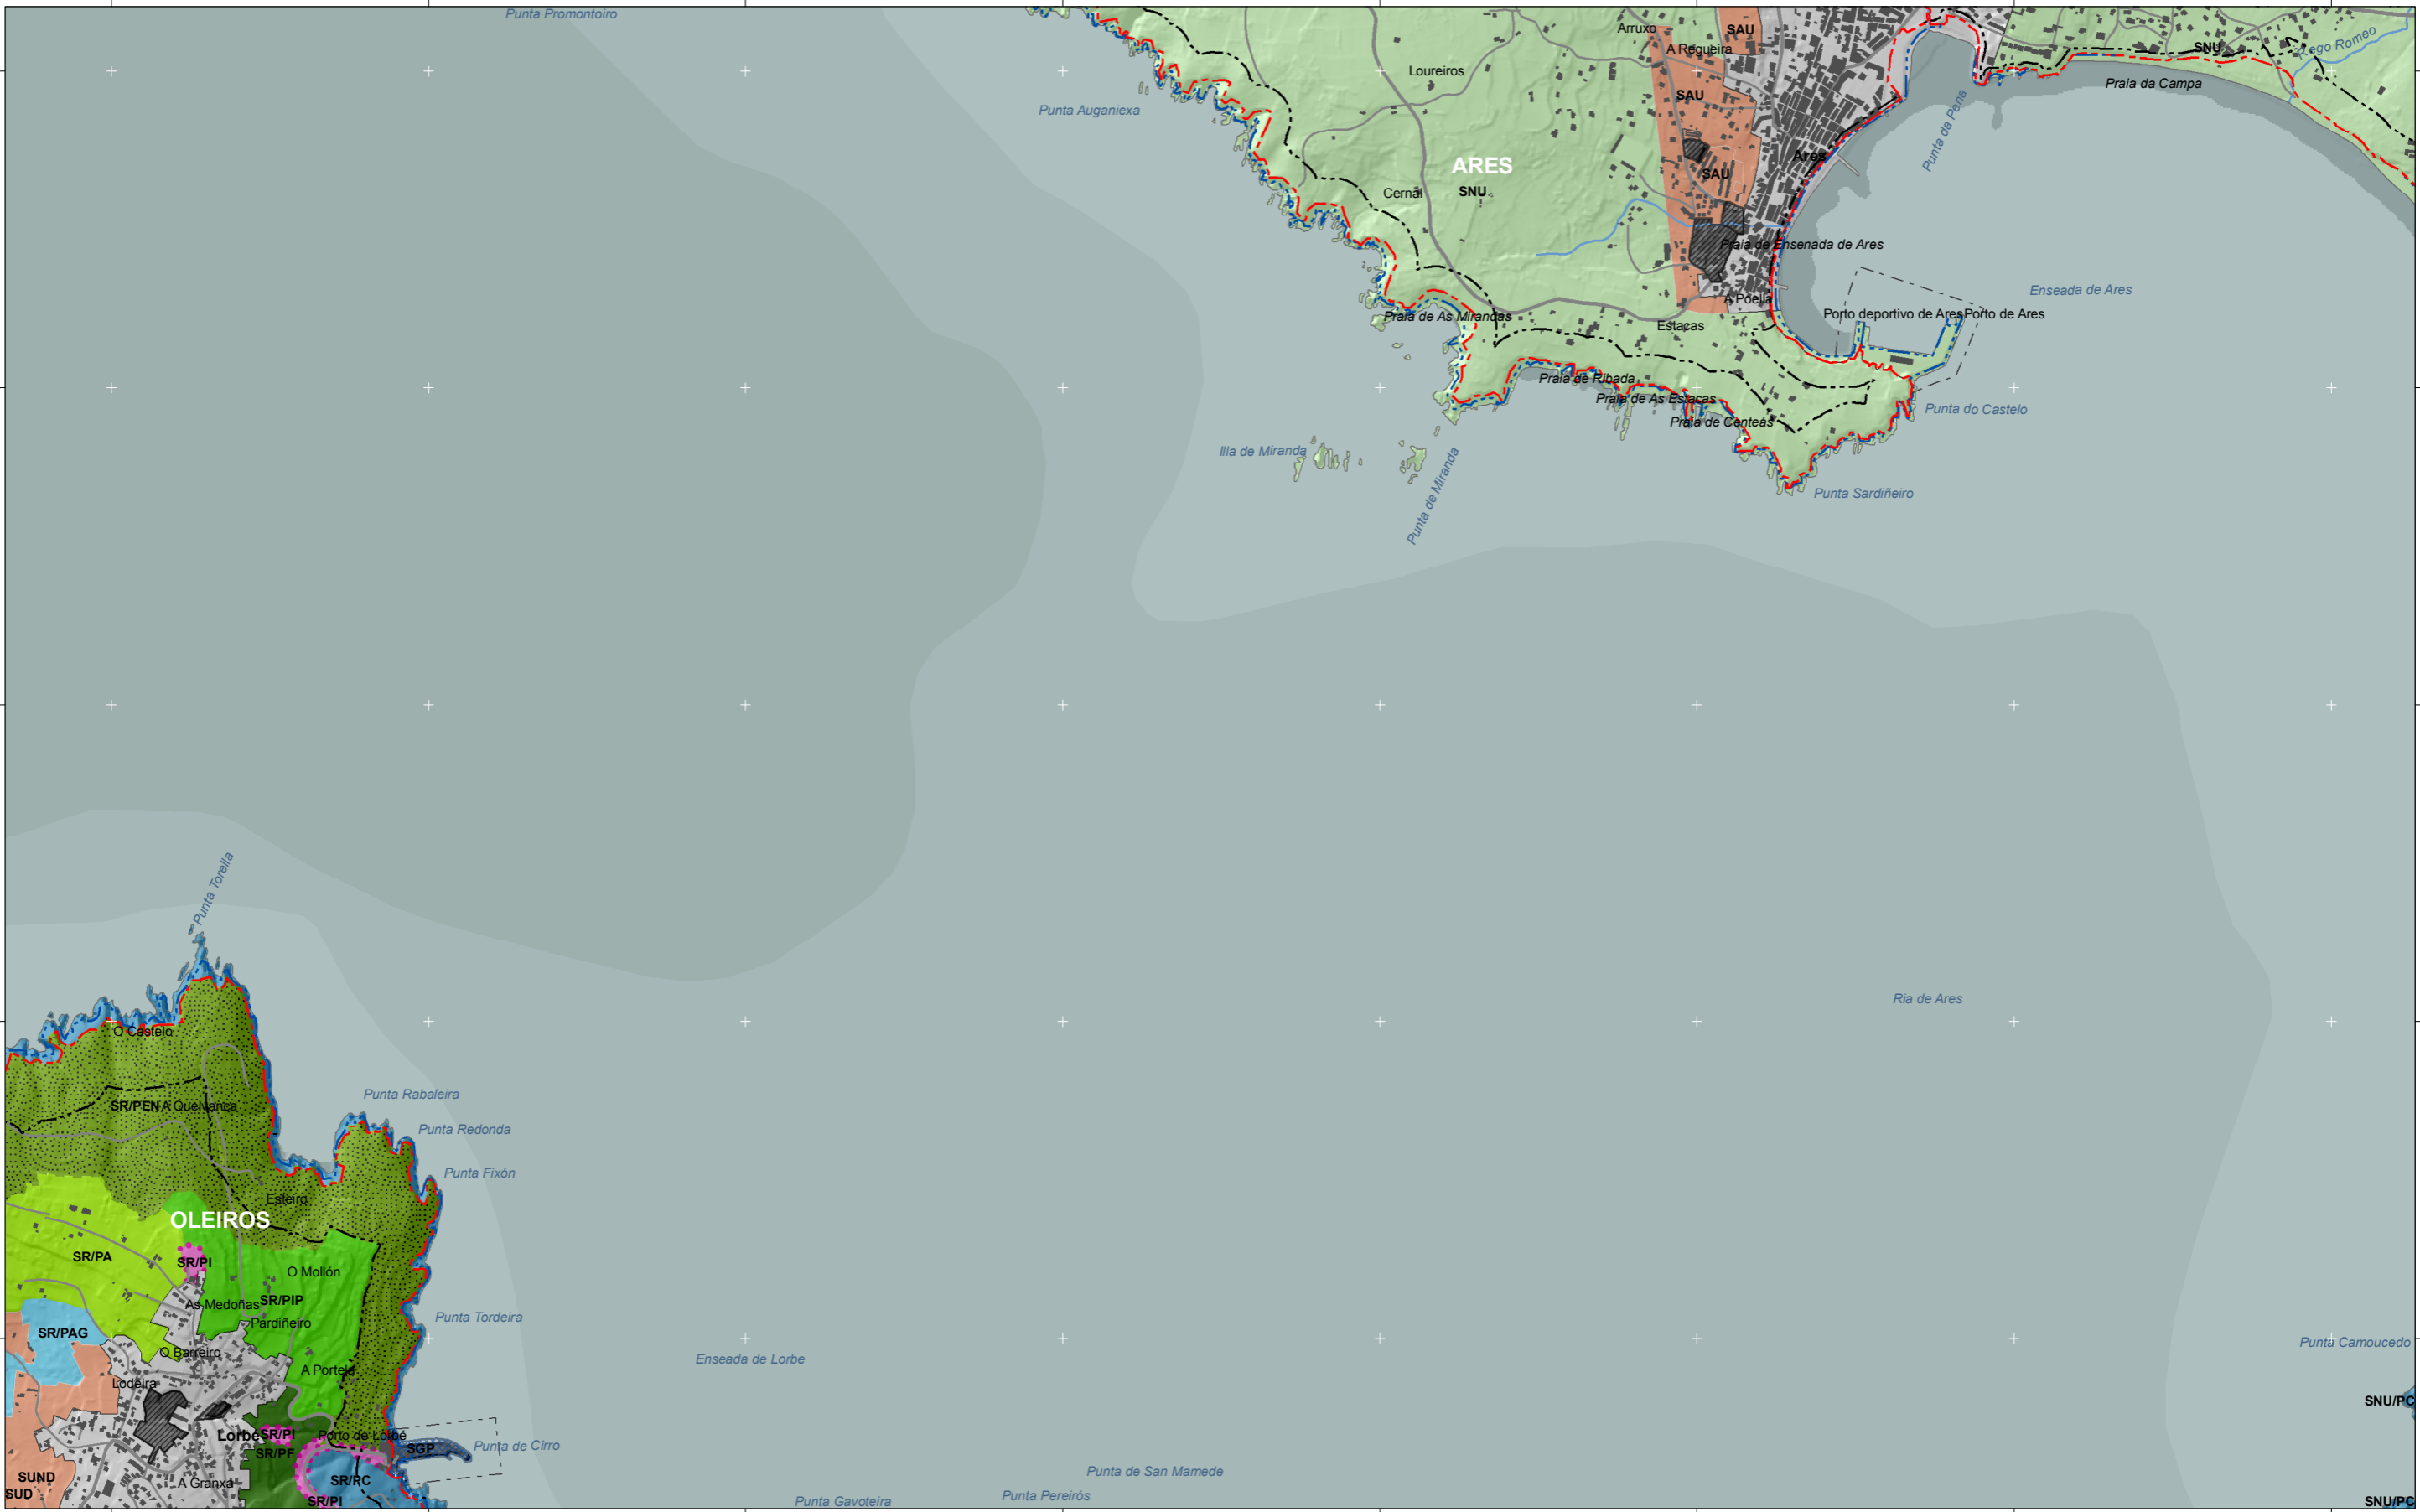 Punta Promontoiro
Arruxo
SAU
A Regueira
SNU
Rego Romeo
Loureiros
Praia da Campa
SAU
Punta Auganiexa
Punta da Pena
Ares
ARES
SAU
Cernal
SNU
Praia de Ensenada de Ares
Enseada de Ares
A Poella
Porto deportivo de Ares
Porto de Ares
Praia de As Mirandas
Estacas
Praia de Ribada
Praia de As Estacas
Punta do Castelo
Praia de Centeás
Illa de Miranda
Punta de Miranda
Punta Sardiñeiro
Punta Torella
Ria de Ares
O Castelo
Punta Rabaleira
SR/PEN
Punta Redonda
Punta Fixón
Esteiro
OLEIROS
SR/PA
SR/PI
O Mollón
SR/PIP
As Medoñas
Punta Tordeira
Pardiñeiro
SR/PAG
Punta Camoucedo
O Barreiro
Enseada de Lorbe
A Portela
Lodeira
SNU/PC
Lorbé
SR/PI
Porto de Lorbé
SGP
Punta de Cirro
SR/PF
Punta de San Mamede
SUND
SR/RC
A Granxa
SUD
Punta Pereirós
SR/PI
Punta Gavoteira
SNU/PC